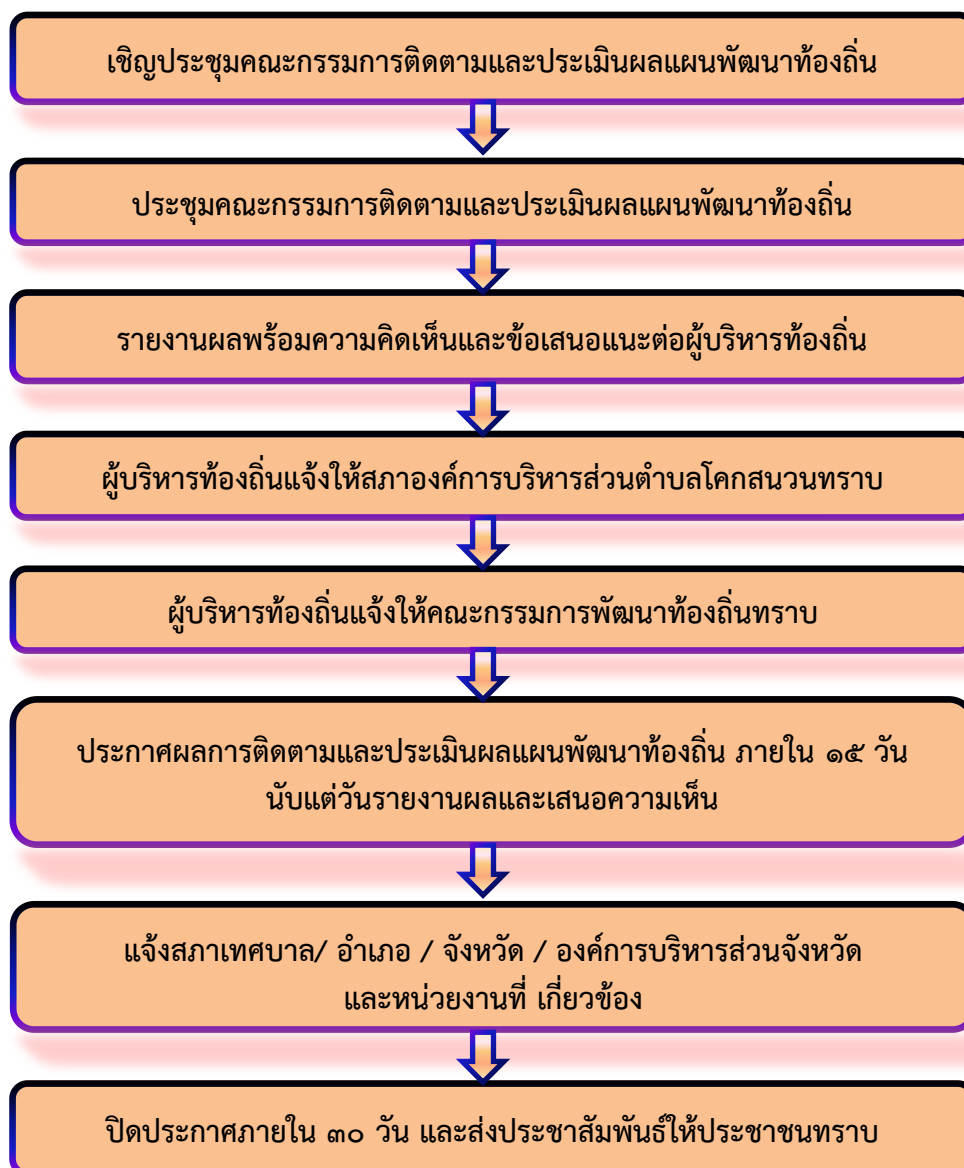 เชิญประชุมคณะกรรมการติดตามและประเมินผลแผนพัฒนาท้องถิ่น
ประชุมคณะกรรมการติดตามและประเมินผลแผนพัฒนาท้องถิ่น
รายงานผลพร้อมความคิดเห็นและข้อเสนอแนะต่อผู้บริหารท้องถิ่น
ผู้บริหารท้องถิ่นแจ้งให้สภาองค์การบริหารส่วนตำบลโคกสนวนทราบ
ผู้บริหารท้องถิ่นแจ้งให้คณะกรรมการพัฒนาท้องถิ่นทราบ
ประกาศผลการติดตามและประเมินผลแผนพัฒนาท้องถิ่น ภายใน ๑๕ วัน
นับแต่วันรายงานผลและเสนอความเห็น
แจ้งสภาเทศบาล/ อำเภอ / จังหวัด / องค์การบริหารส่วนจังหวัด
และหน่วยงานที่ เกี่ยวข้อง
ปิดประกาศภายใน ๓๐ วัน และส่งประชาสัมพันธ์ให้ประชาชนทราบ